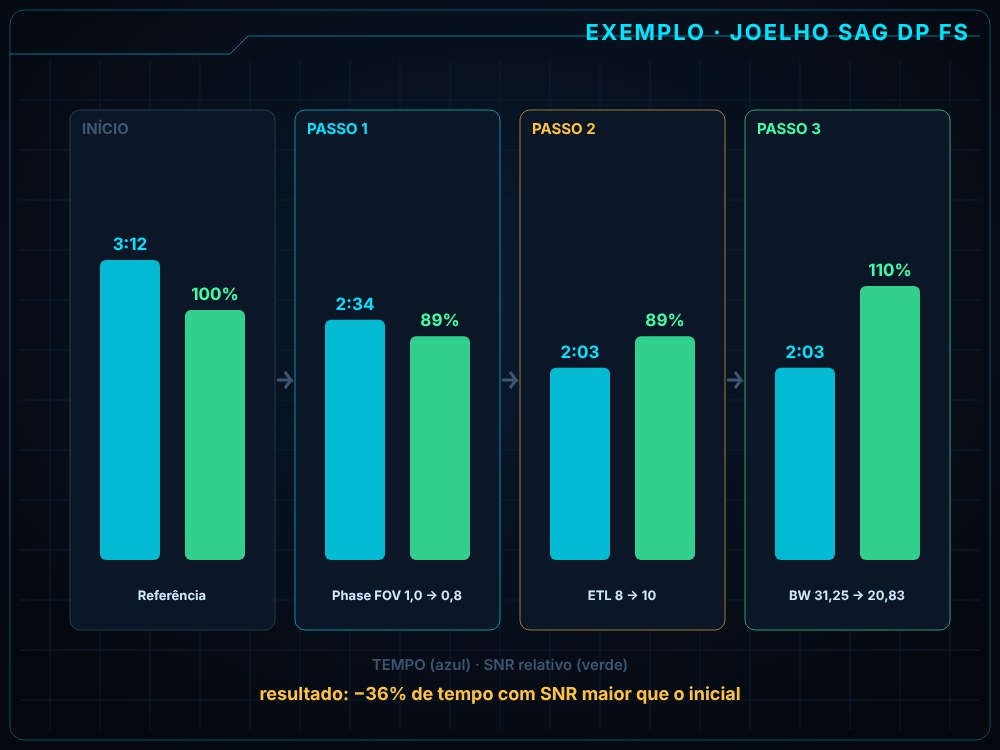 EXEMPLO · JOELHO SAG DP FS
INÍCIO
3:12
100%
Referência
→
PASSO 1
2:34
89%
Phase FOV 1,0 → 0,8
→
PASSO 2
2:03
89%
ETL 8 → 10
→
PASSO 3
2:03
110%
BW 31,25 → 20,83
TEMPO (azul) · SNR relativo (verde)
resultado: −36% de tempo com SNR maior que o inicial